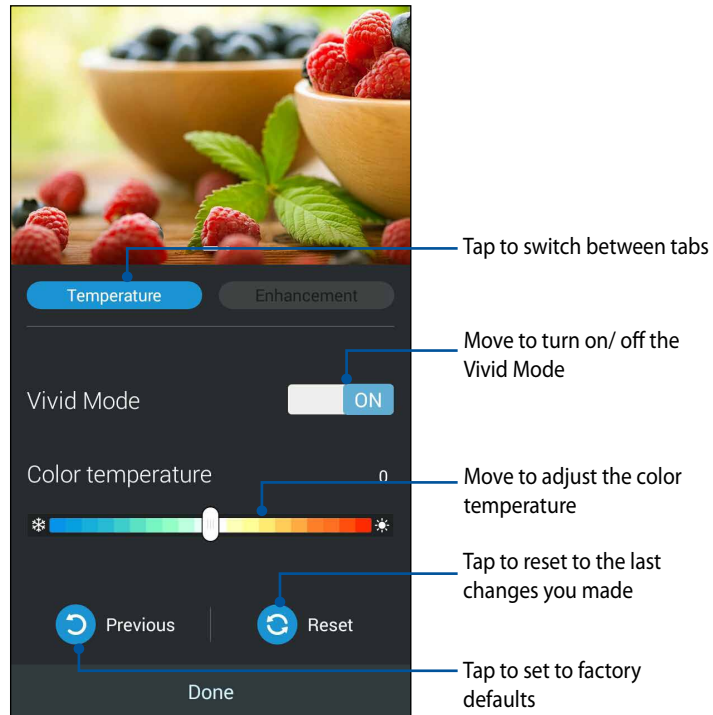 Tap to switch between tabs
Temperature
Enhancement
Move to turn on/ off the
Vivid Mode
Vivid Mode
ON
Color temperature
0
Move to adjust the color
temperature
Tap to reset to the last
changes you made
Previous
Reset
Tap to set to factory
defaults
Done